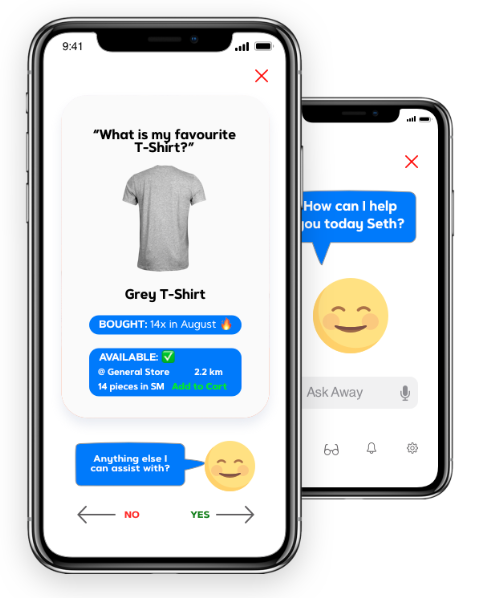 9:41
“What is my favourite
T-Shirt?”
Grey T-Shirt
BOUGHT: 14x in August 🔥
AVAILABLE: ✅
@ General Store 2.2 km
14 pieces in SM Add to Cart
Anything else I
can assist with?
NO YES
How can I help
you today Seth?
Ask Away